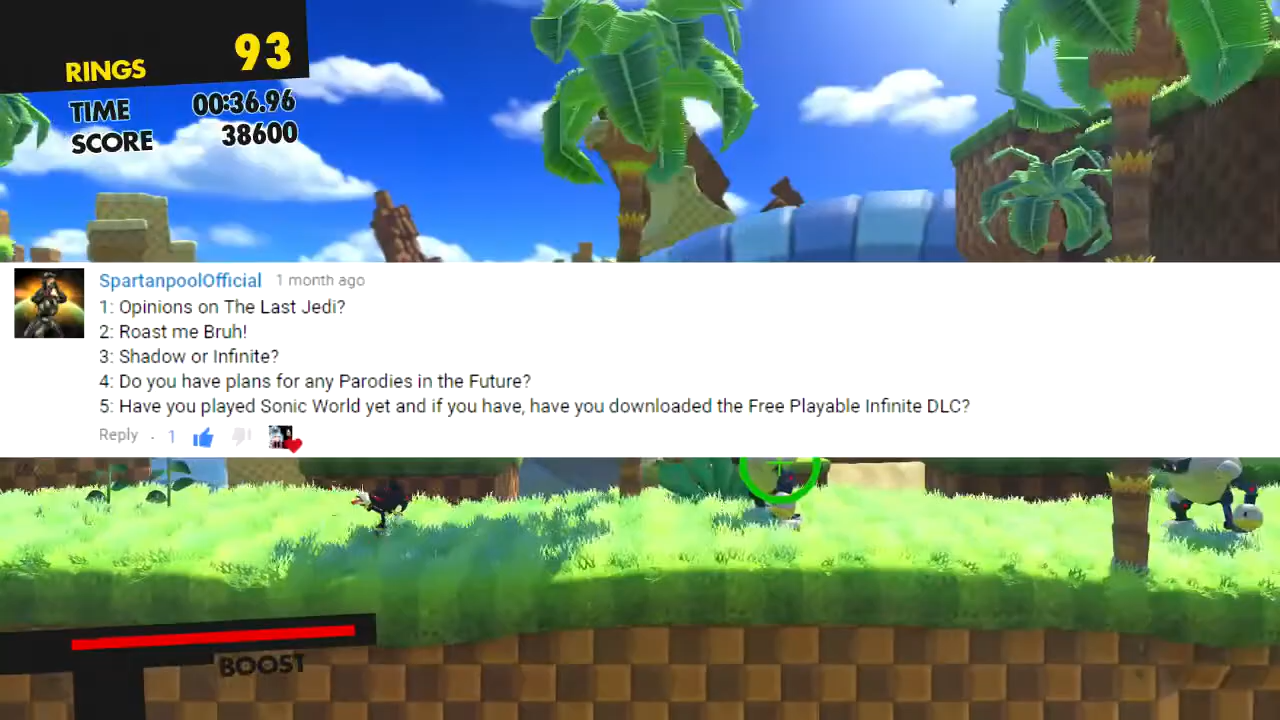 RINGS 93
TIME 00:36.96
SCORE 38600
SpartanpoolOfficial 1 month ago
1: Opinions on The Last Jedi?
2: Roast me Bruh!
3: Shadow or Infinite?
4: Do you have plans for any Parodies in the Future?
5: Have you played Sonic World yet and if you have, have you downloaded the Free Playable Infinite DLC?
Reply . 1
BOOST